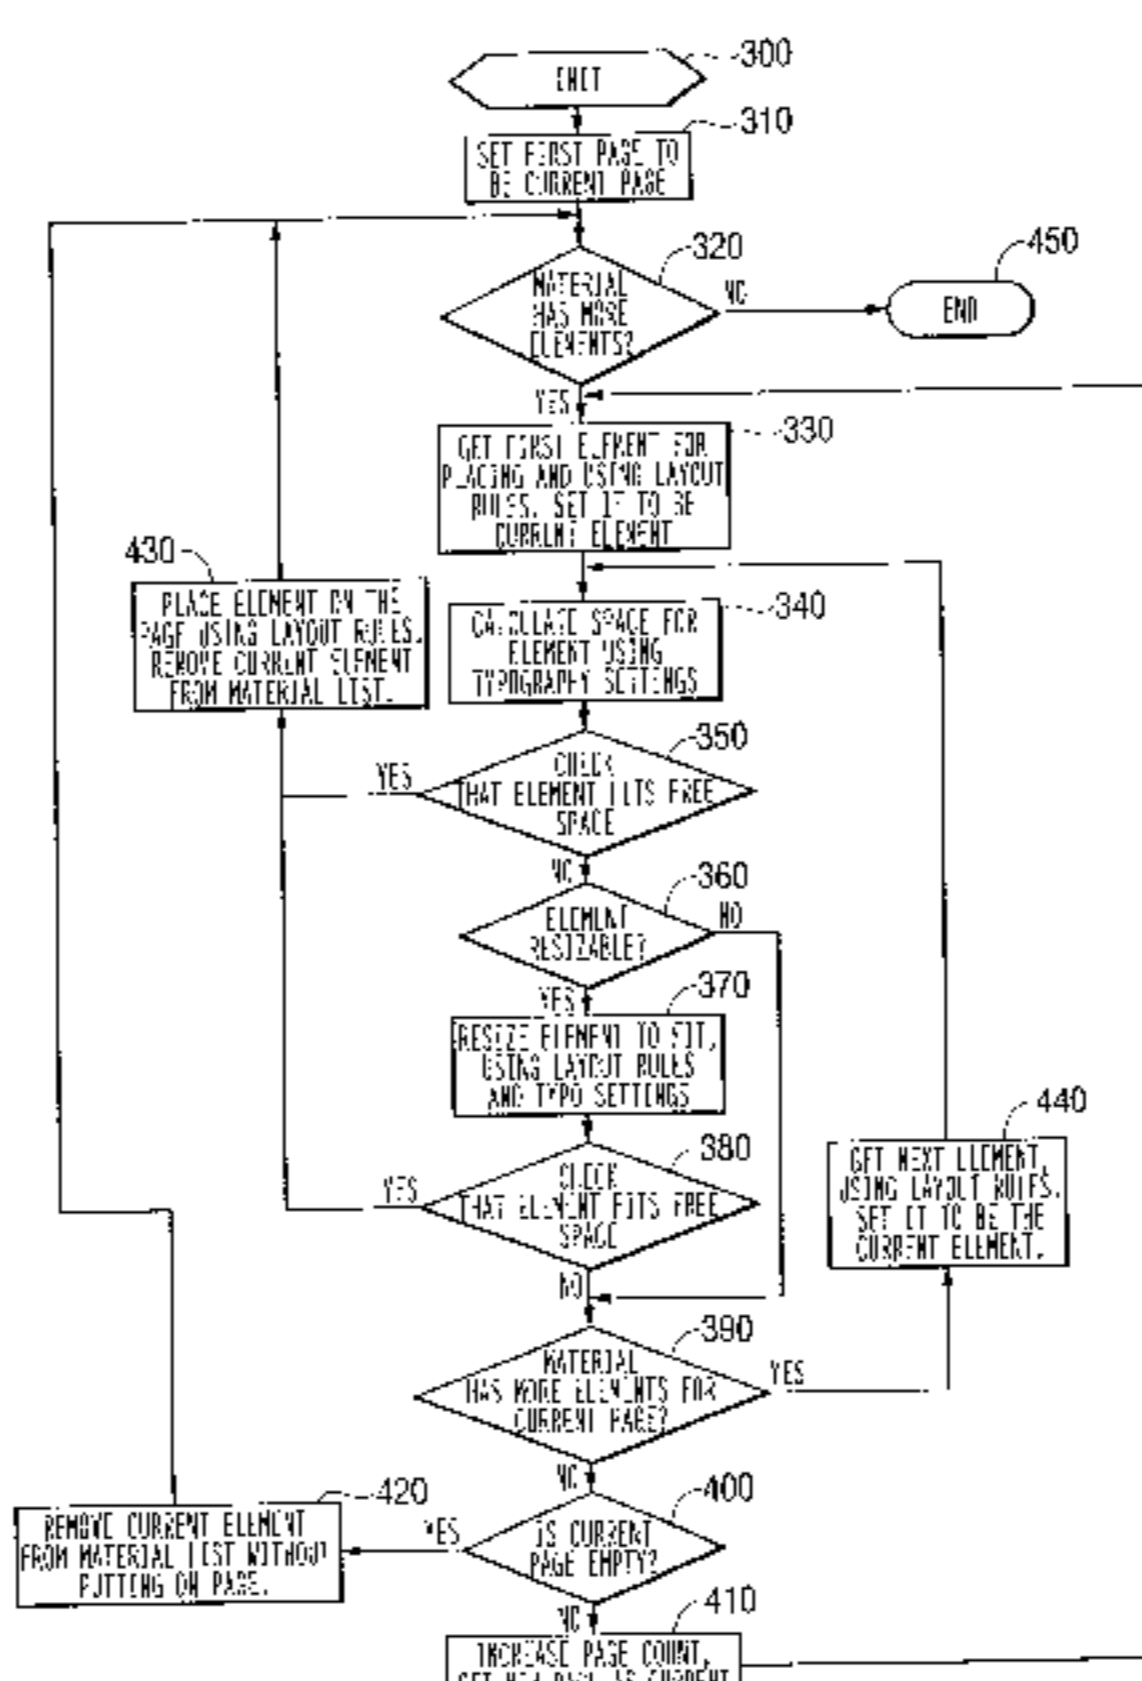 300
310
SET FIRST PAGE TO
BE CURRENT PAGE
320
MATERIAL
HAS MORE
ELEMENTS?
NO
450
END
YES
330
GET FIRST ELEMENT FOR
PLACING AND USING LAYOUT
RULES. SET IT TO BE
CURRENT ELEMENT
430
PLACE ELEMENT ON THE
PAGE USING LAYOUT RULES.
REMOVE CURRENT ELEMENT
FROM MATERIAL LIST.
340
CALCULATE SPACE FOR
ELEMENT USING
TYPOGRAPHY SETTINGS
350
YES
CHECK
THAT ELEMENT FITS FREE
SPACE
NO
360
ELEMENT
RESIZABLE?
NO
YES
370
RESIZE ELEMENT TO FIT,
USING LAYOUT RULES
AND TYPO SETTINGS
380
YES
CHECK
THAT ELEMENT FITS FREE
SPACE
NO
440
GET NEXT ELEMENT,
USING LAYOUT RULES.
SET IT TO BE THE
CURRENT ELEMENT.
390
MATERIAL
HAS MORE ELEMENTS FOR
CURRENT PAGE?
YES
NO
400
IS CURRENT
PAGE EMPTY?
YES
420
REMOVE CURRENT ELEMENT
FROM MATERIAL LIST WITHOUT
PUTTING ON PAGE.
NO
410
INCREASE PAGE COUNT,